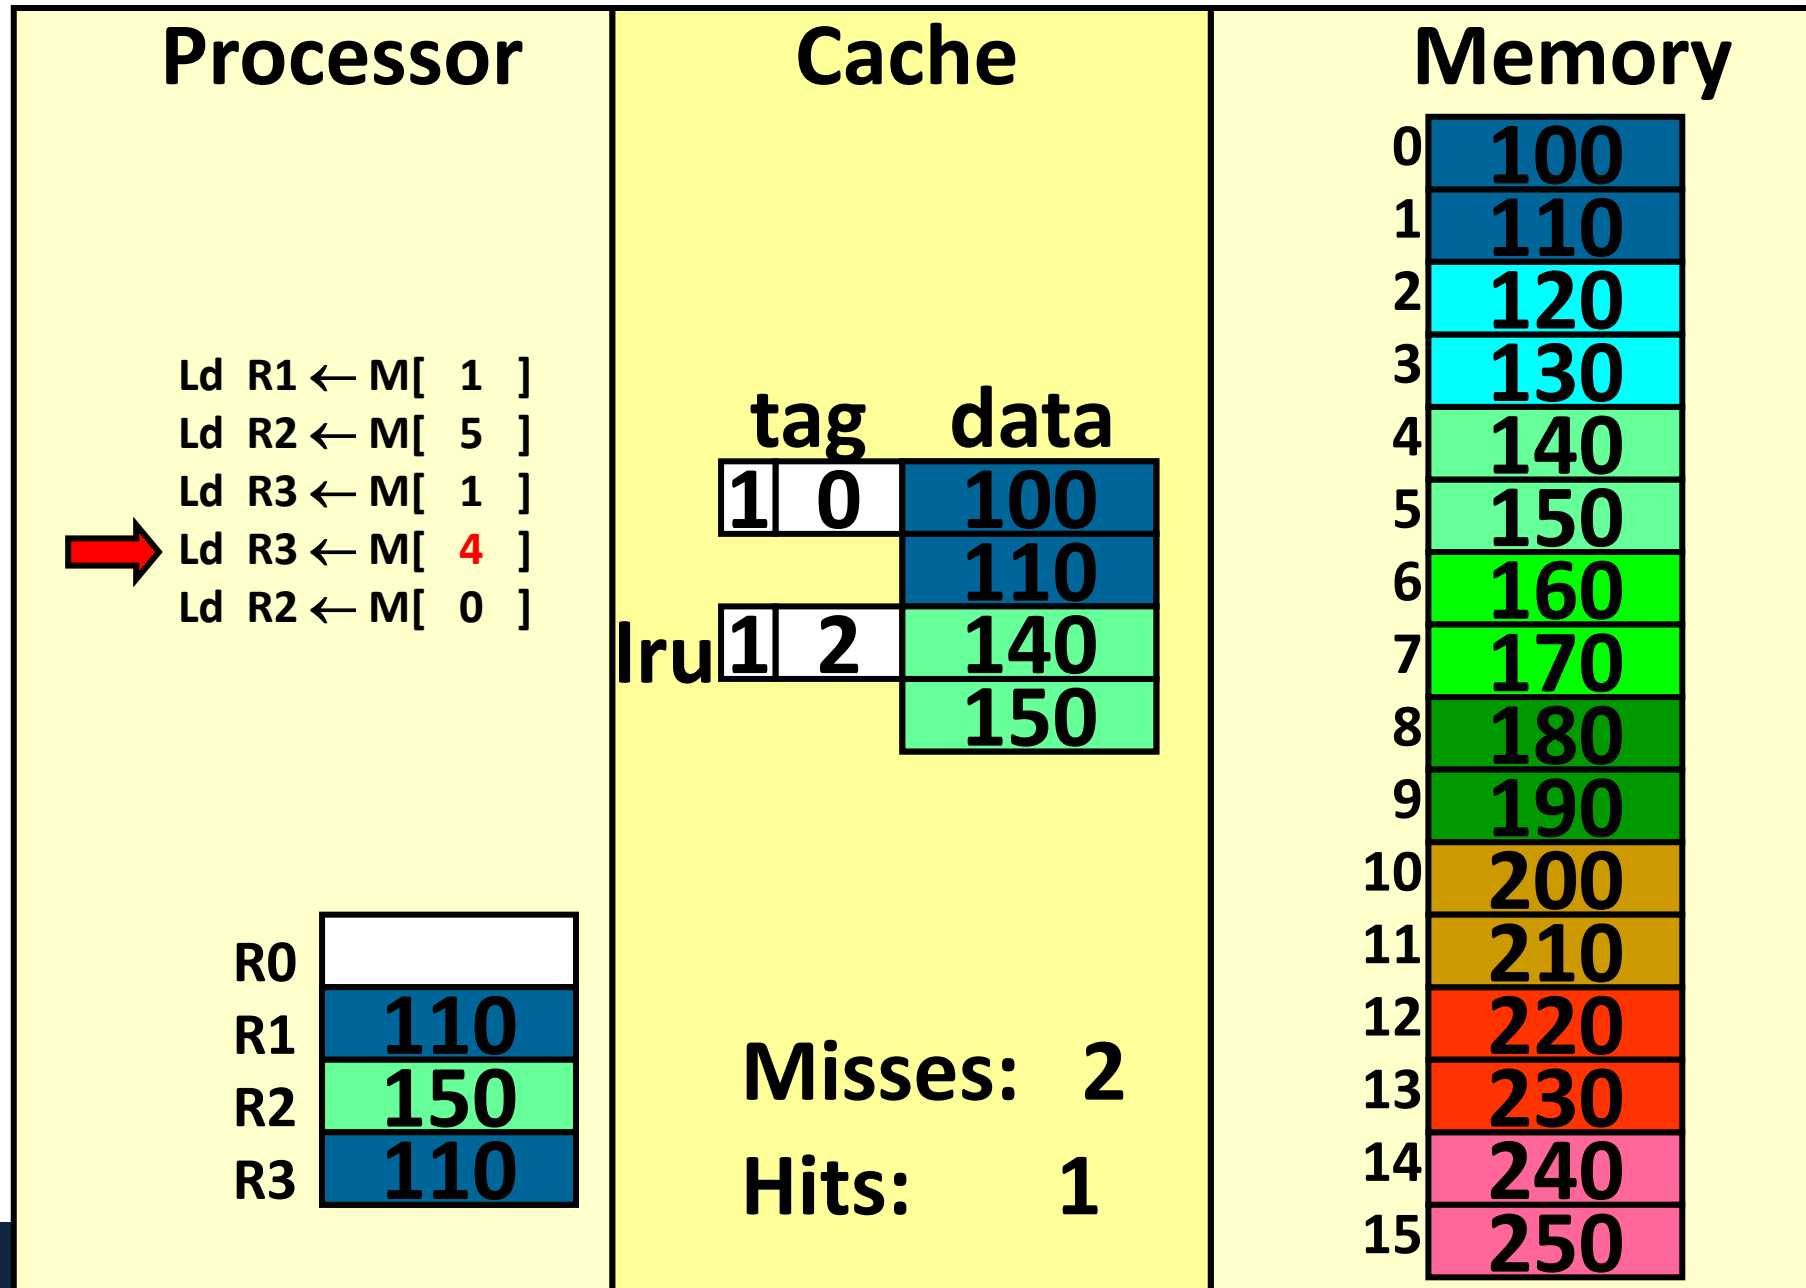 Processor
Ld R1 ← M[ 1 ]
Ld R2 ← M[ 5 ]
Ld R3 ← M[ 1 ]
Ld R3 ← M[ 4 ]
Ld R2 ← M[ 0 ]
R0
R1 110
R2 150
R3 110
Cache
tag data
1 0 100
110
lru 1 2 140
150
Misses: 2
Hits: 1
Memory
0 100
1 110
2 120
3 130
4 140
5 150
6 160
7 170
8 180
9 190
10 200
11 210
12 220
13 230
14 240
15 250